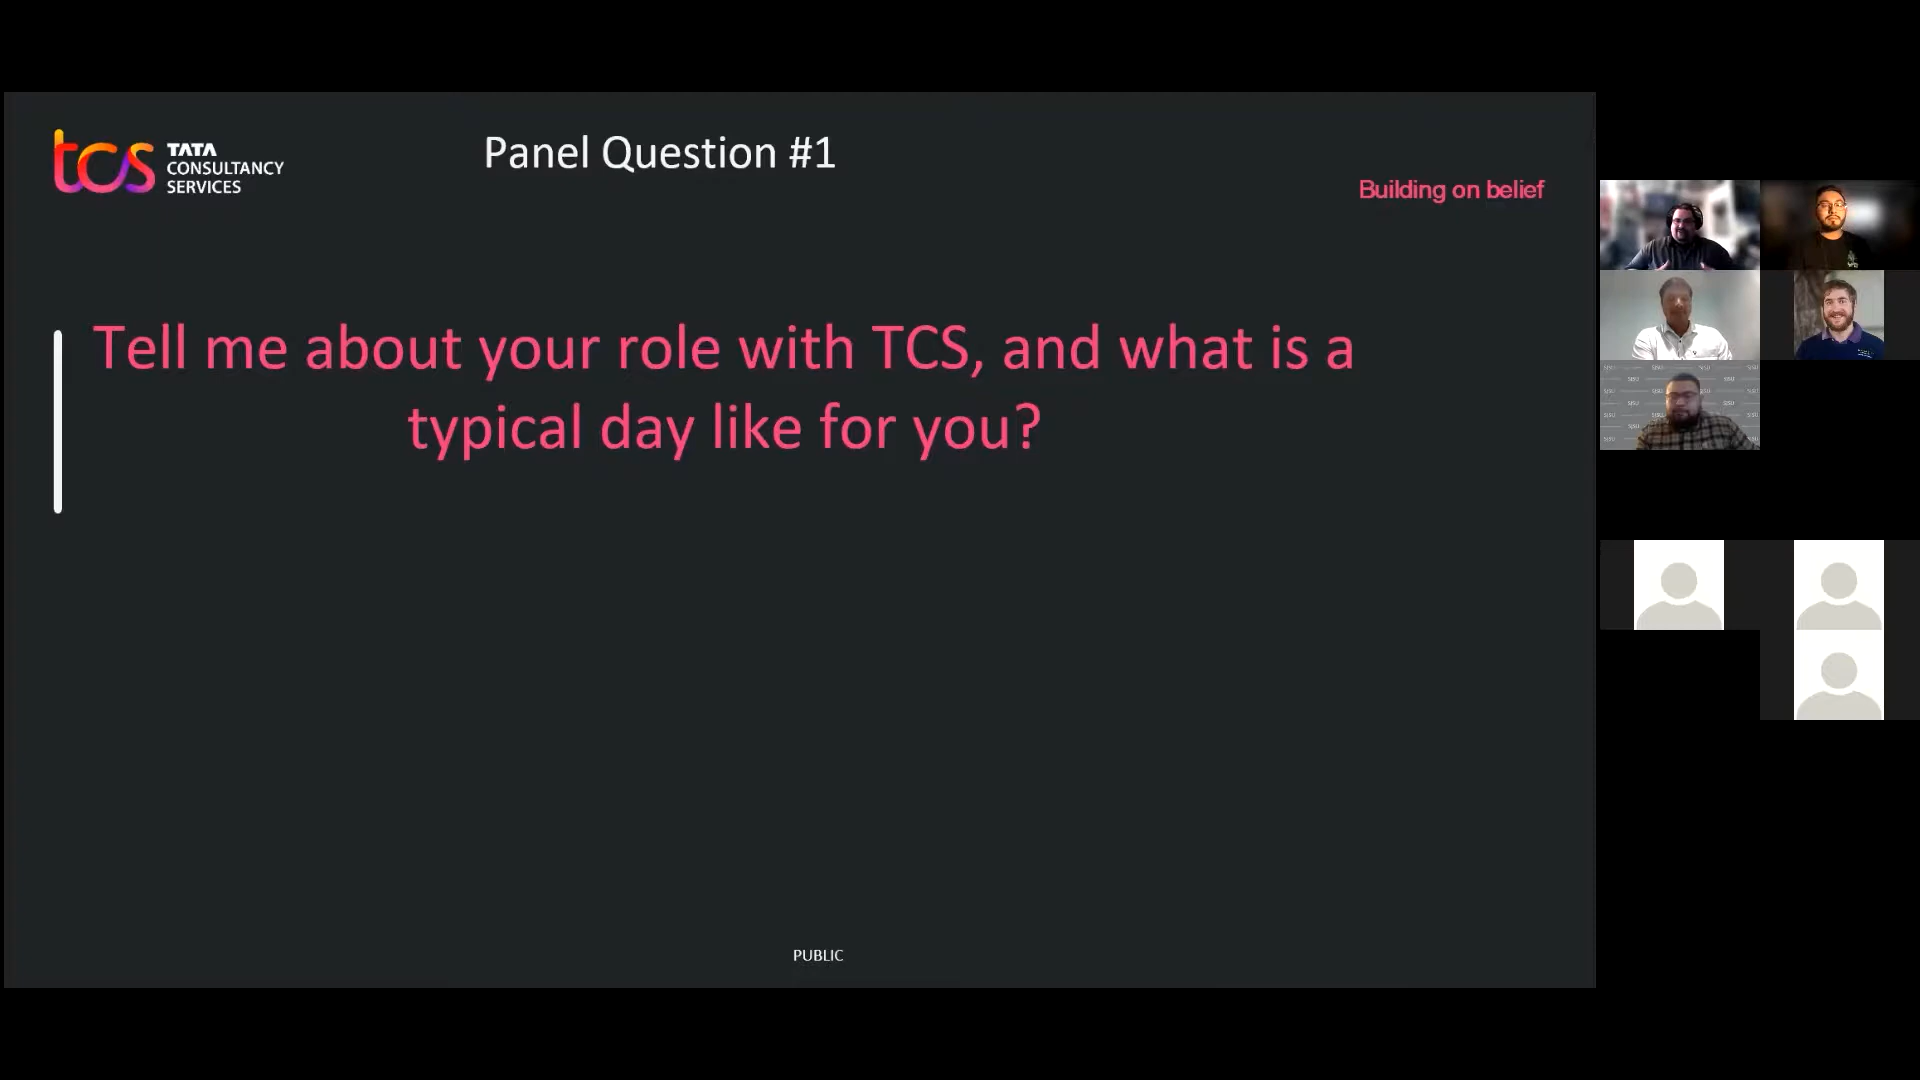 tcs
TATA
CONSULTANCY
SERVICES
Panel Question #1
Building on belief
Tell me about your role with TCS, and what is a
typical day like for you?
PUBLIC